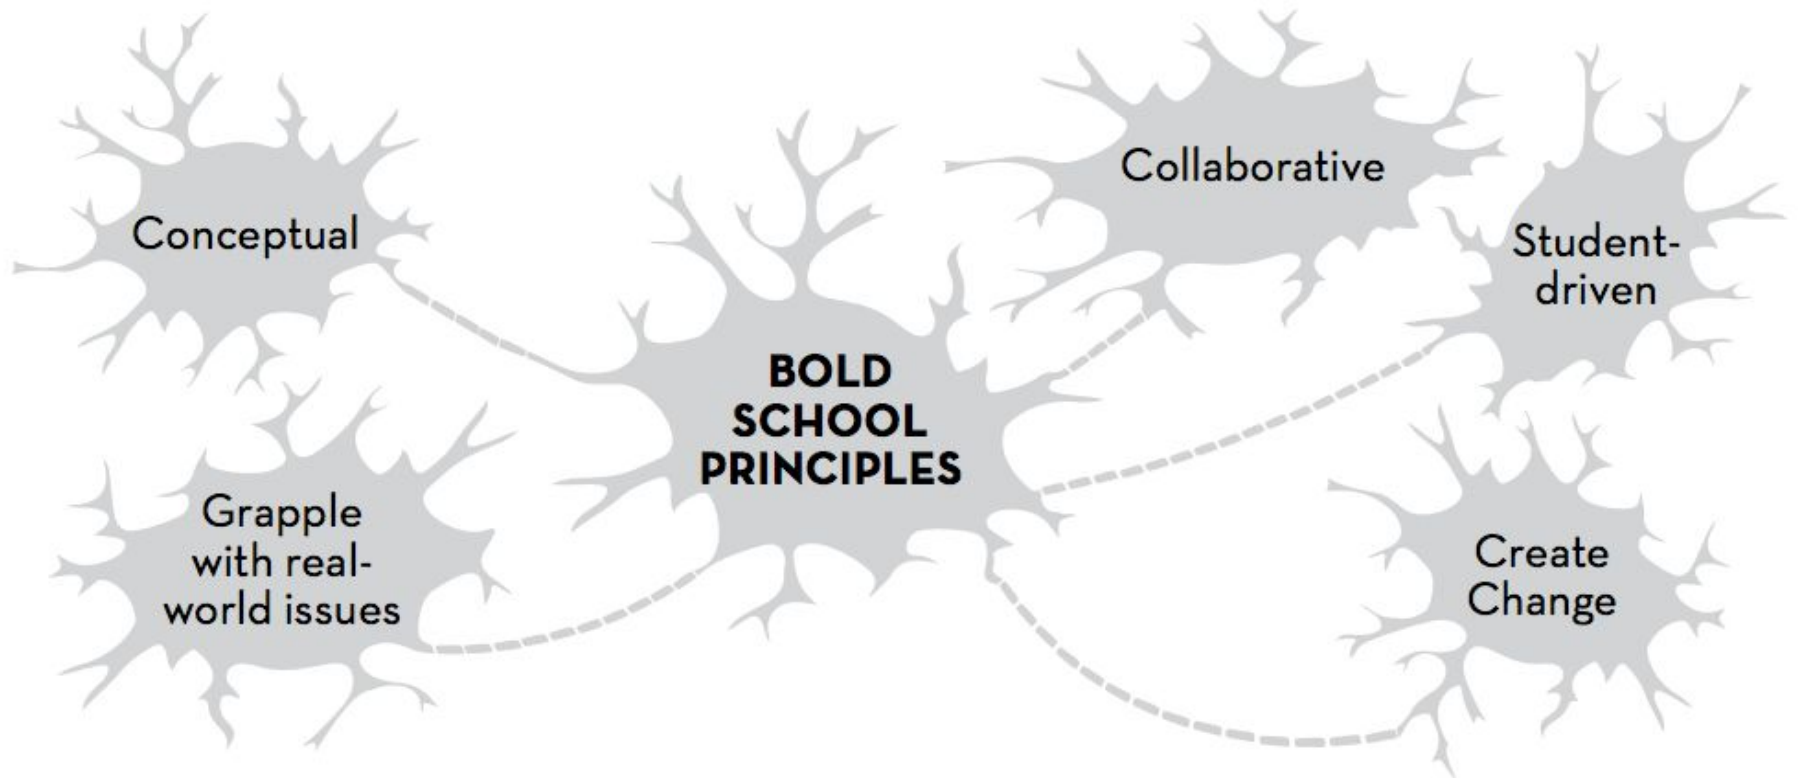 Conceptual
Collaborative
Student-
driven
BOLD
SCHOOL
PRINCIPLES
Grapple
with real-
world issues
Create
Change